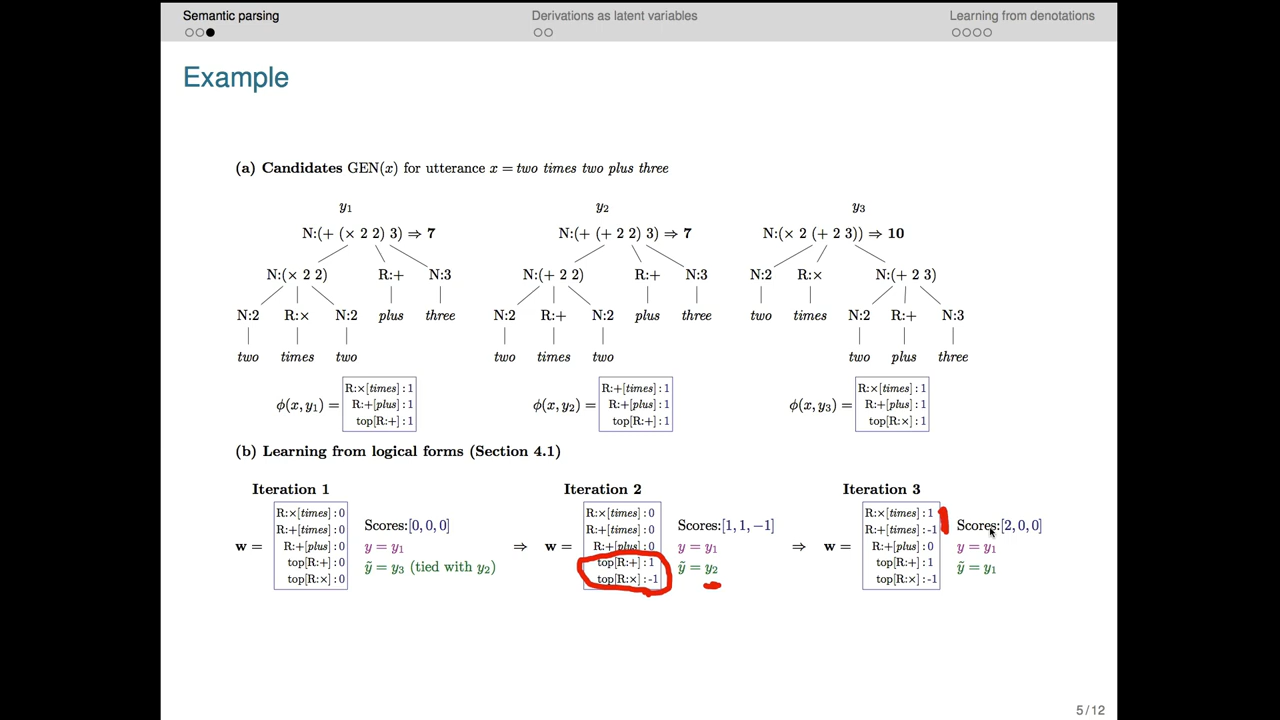 Semantic parsing Derivations as latent variables Learning from denotations
Example
(a) Candidates GEN(x) for utterance x = two times two plus three
y₁ y₂ y₃
N:(+ (× 2 2) 3) ⇒ 7 N:(+ (+ 2 2) 3) ⇒ 7 N:(× 2 (+ 2 3)) ⇒ 10
N:(× 2 2) R:+ N:3 N:(+ 2 2) R:+ N:3 N:2 R:× N:(+ 2 3)
N:2 R:× N:2 plus three N:2 R:+ N:2 plus three two times N:2 R:+ N:3
two times two two times two two plus three
R:×[times] : 1 R:+[times] : 1 R:×[times] : 1
ϕ(x, y₁) = R:+[plus] : 1 ϕ(x, y₂) = R:+[plus] : 1 ϕ(x, y₃) = R:+[plus] : 1
top[R:+] : 1 top[R:+] : 1 top[R:×] : 1
(b) Learning from logical forms (Section 4.1)
Iteration 1 Iteration 2 Iteration 3
R:×[times] : 0 R:×[times] : 0 R:×[times] : 1
R:+[times] : 0 Scores:[0, 0, 0] R:+[times] : 0 Scores:[1, 1, −1] R:+[times] : -1 Scores:[2, 0, 0]
w = R:+[plus] : 0 y = y₁ ⇒ w = R:+[plus] : 0 y = y₁ ⇒ w = R:+[plus] : 0 y = y₁
top[R:+] : 0 ỹ = y₃ (tied with y₂) top[R:+] : 1 ỹ = y₂ top[R:+] : 1 ỹ = y₁
top[R:×] : 0 top[R:×] : -1 top[R:×] : -1
5 / 12